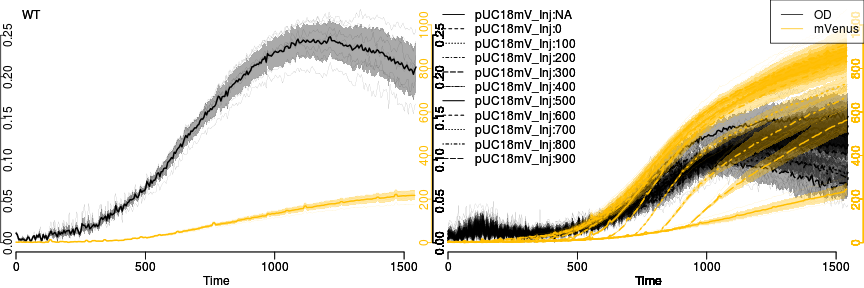 WT
0.00
0.05
0.10
0.15
0.20
0.25
0
500
1000
1500
Time
0
200
400
600
800
1000
pUC18mV_Inj:NA
pUC18mV_Inj:0
pUC18mV_Inj:100
pUC18mV_Inj:200
pUC18mV_Inj:300
pUC18mV_Inj:400
pUC18mV_Inj:500
pUC18mV_Inj:600
pUC18mV_Inj:700
pUC18mV_Inj:800
pUC18mV_Inj:900
OD
mVenus
0.00
0.05
0.10
0.15
0.20
0.25
0
500
1000
1500
Time
0
200
400
600
800